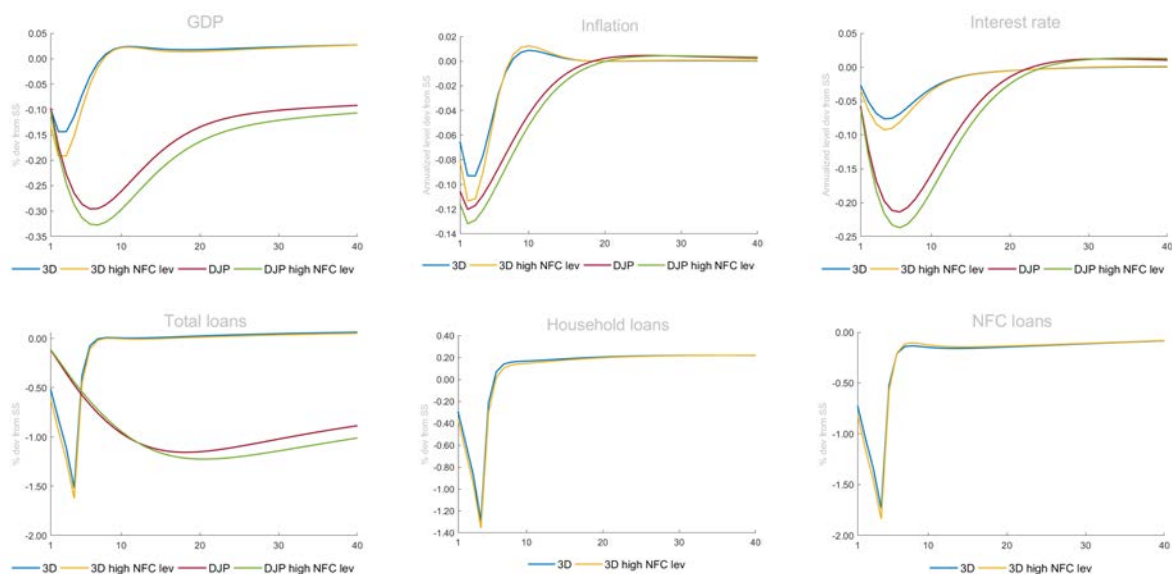 GDP
% dev from SS
0.05
0.00
-0.05
-0.10
-0.15
-0.20
-0.25
-0.30
-0.35
1
10
20
30
40
3D
3D high NFC lev
DJP
DJP high NFC lev
Inflation
Annualized level dev from SS
0.02
0.00
-0.02
-0.04
-0.06
-0.08
-0.10
-0.12
-0.14
1
10
20
30
40
3D
3D high NFC lev
DJP
DJP high NFC lev
Interest rate
Annualized level dev from SS
0.05
0.00
-0.05
-0.10
-0.15
-0.20
-0.25
1
10
20
30
40
3D
3D high NFC lev
DJP
DJP high NFC lev
Total loans
% dev from SS
0.00
-0.50
-1.00
-1.50
-2.00
1
10
20
30
40
3D
3D high NFC lev
DJP
DJP high NFC lev
Household loans
% dev from SS
0.40
0.20
0.00
-0.20
-0.40
-0.60
-0.80
-1.00
-1.20
-1.40
1
10
20
30
40
3D
3D high NFC lev
NFC loans
% dev from SS
0.00
-0.50
-1.00
-1.50
-2.00
1
10
20
30
40
3D
3D high NFC lev